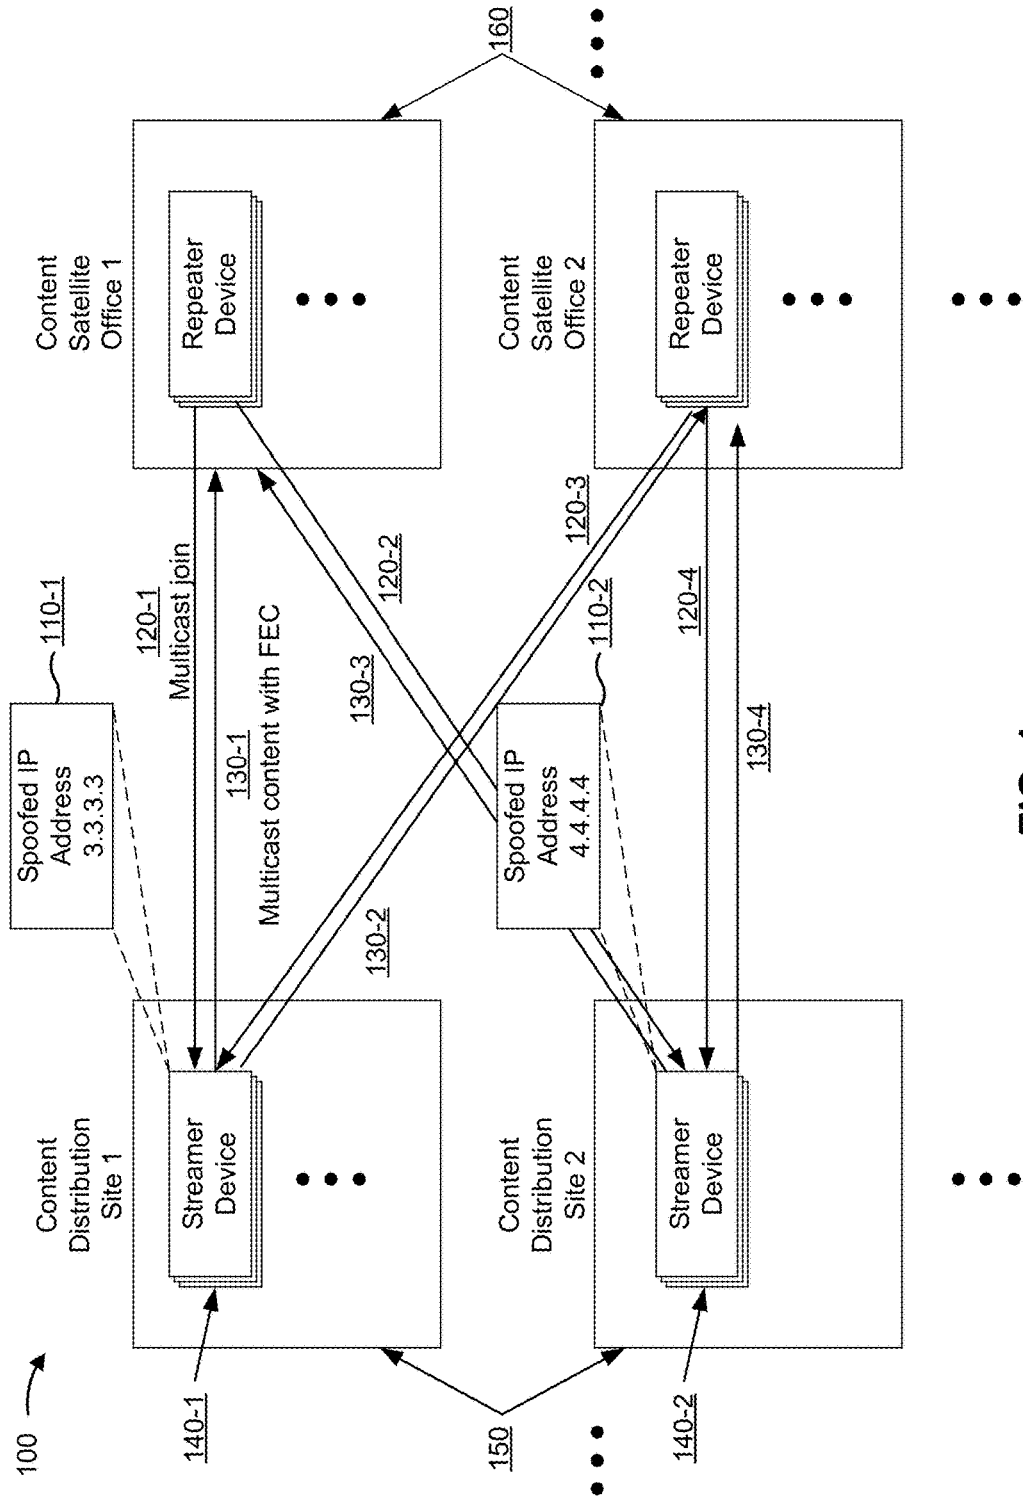 100
Content
Distribution
Site 1
Spoofed IP
Address
3.3.3.3
110-1
Content
Satellite
Office 1
140-1
Streamer
Device
120-1
Multicast join
130-1
Multicast content with FEC
Repeater
Device
130-2
130-3
120-2
150
160
Content
Distribution
Site 2
Spoofed IP
Address
4.4.4.4
110-2
120-3
Content
Satellite
Office 2
140-2
Streamer
Device
120-4
130-4
Repeater
Device